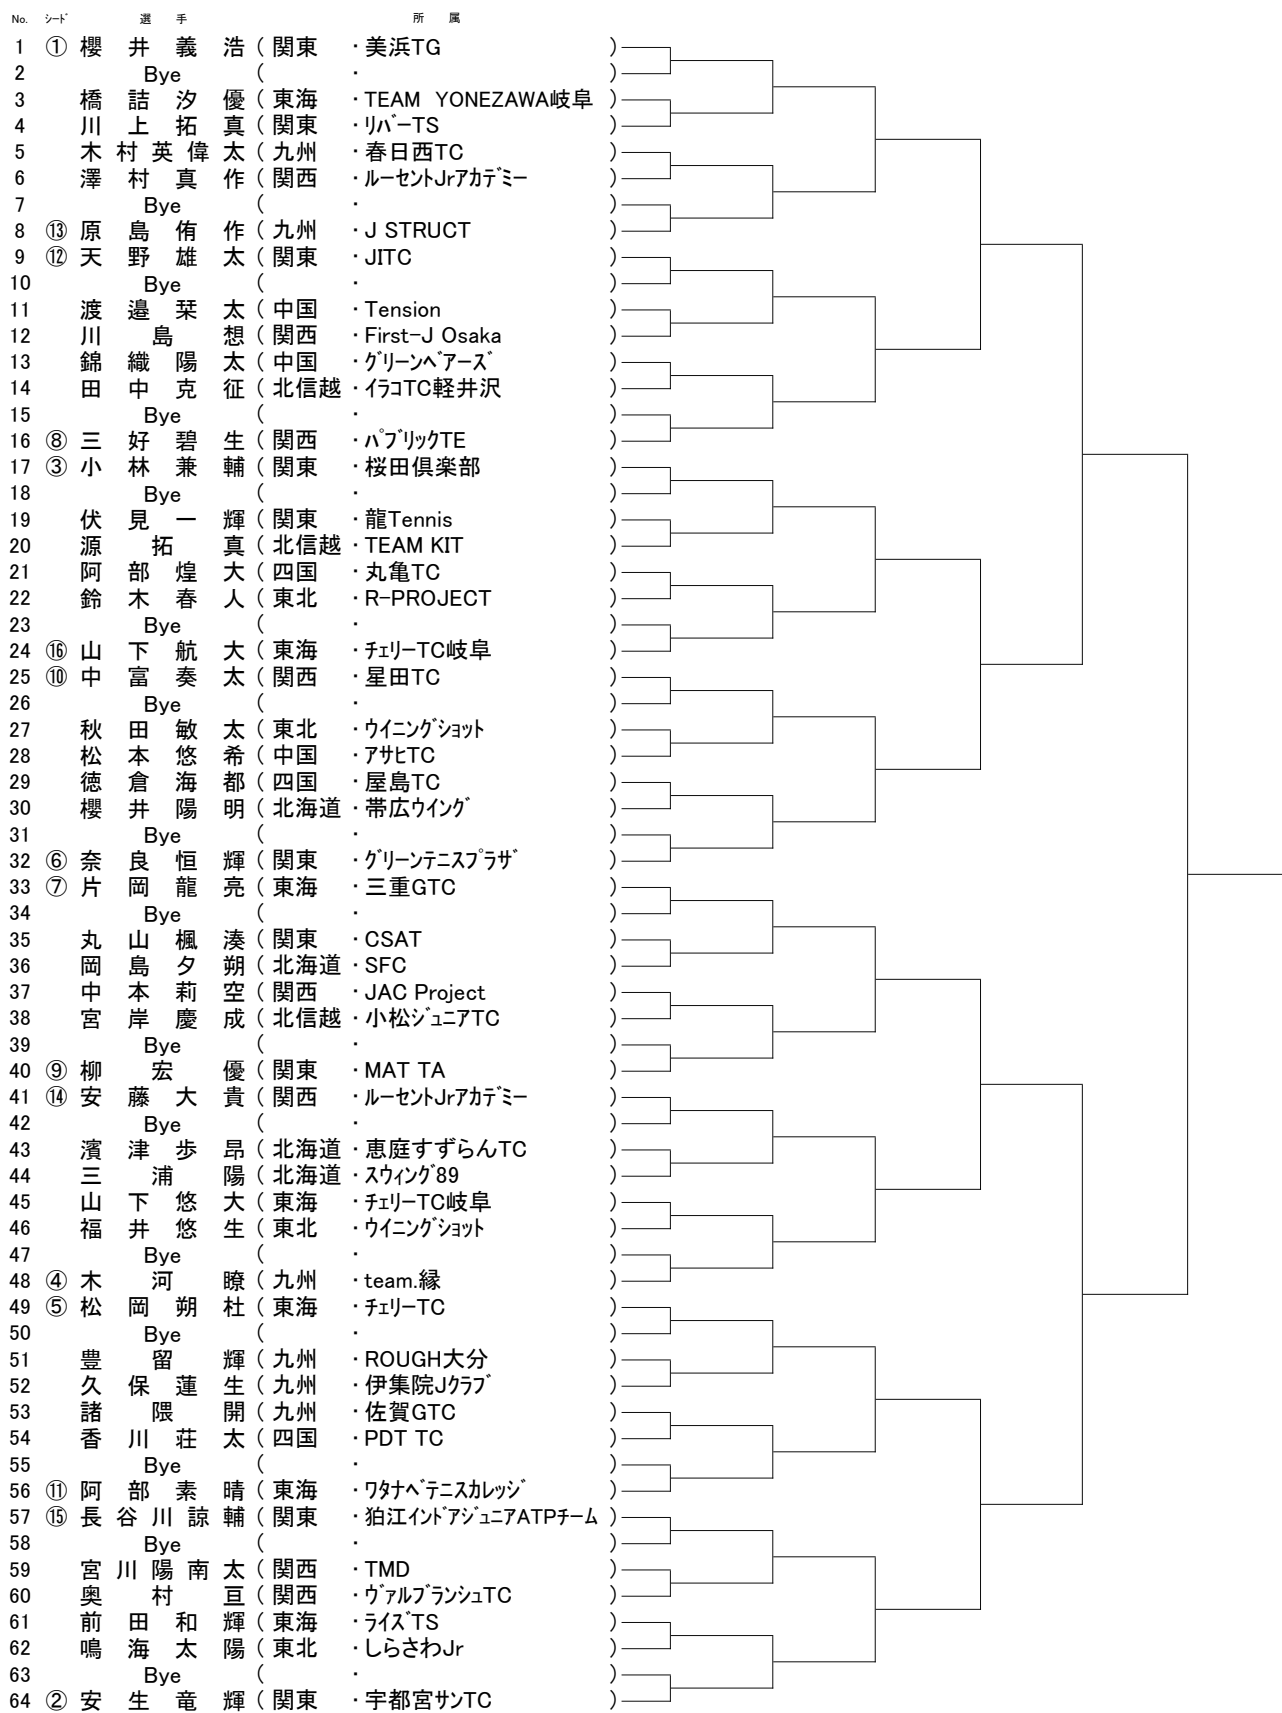 No. シード 選手 所属
1 ① 櫻井義浩 ( 関東 ・ 美浜TG )
2 Bye ( ・ )
3 橋詰汐優 ( 東海 ・ TEAM YONEZAWA岐阜 )
4 川上拓真 ( 関東 ・ リバーTS )
5 木村英偉太 ( 九州 ・ 春日西TC )
6 澤村真作 ( 関西 ・ ルーセントJrアカデミー )
7 Bye ( ・ )
8 ⑬ 原島侑作 ( 九州 ・ J STRUCT )
9 ⑫ 天野雄太 ( 関東 ・ JITC )
10 Bye ( ・ )
11 渡邉栞太 ( 中国 ・ Tension )
12 川島想 ( 関西 ・ First-J Osaka )
13 錦織陽太 ( 中国 ・ グリーンベアーズ )
14 田中克征 ( 北信越 ・ イラコTC軽井沢 )
15 Bye ( ・ )
16 ⑧ 三好碧生 ( 関西 ・ パブリックTE )
17 ③ 小林兼輔 ( 関東 ・ 桜田倶楽部 )
18 Bye ( ・ )
19 伏見一輝 ( 関東 ・ 龍Tennis )
20 源拓真 ( 北信越 ・ TEAM KIT )
21 阿部煌大 ( 四国 ・ 丸亀TC )
22 鈴木春人 ( 東北 ・ R-PROJECT )
23 Bye ( ・ )
24 ⑯ 山下航大 ( 東海 ・ チェリーTC岐阜 )
25 ⑩ 中富奏太 ( 関西 ・ 星田TC )
26 Bye ( ・ )
27 秋田敏太 ( 東北 ・ ウイニングショット )
28 松本悠希 ( 中国 ・ アサヒTC )
29 徳倉海都 ( 四国 ・ 屋島TC )
30 櫻井陽明 ( 北海道 ・ 帯広ウイング )
31 Bye ( ・ )
32 ⑥ 奈良恒輝 ( 関東 ・ グリーンテニスプラザ )
33 ⑦ 片岡龍亮 ( 東海 ・ 三重GTC )
34 Bye ( ・ )
35 丸山楓湊 ( 関東 ・ CSAT )
36 岡島夕朔 ( 北海道 ・ SFC )
37 中本莉空 ( 関西 ・ JAC Project )
38 宮岸慶成 ( 北信越 ・ 小松ジュニアTC )
39 Bye ( ・ )
40 ⑨ 柳宏優 ( 関東 ・ MAT TA )
41 ⑭ 安藤大貴 ( 関西 ・ ルーセントJrアカデミー )
42 Bye ( ・ )
43 濱津歩昂 ( 北海道 ・ 恵庭すずらんTC )
44 三浦陽 ( 北海道 ・ スウィング89 )
45 山下悠大 ( 東海 ・ チェリーTC岐阜 )
46 福井悠生 ( 東北 ・ ウイニングショット )
47 Bye ( ・ )
48 ④ 木河瞭 ( 九州 ・ team.縁 )
49 ⑤ 松岡朔杜 ( 東海 ・ チェリーTC )
50 Bye ( ・ )
51 豊留輝 ( 九州 ・ ROUGH大分 )
52 久保蓮生 ( 九州 ・ 伊集院Jクラブ )
53 諸隈開 ( 九州 ・ 佐賀GTC )
54 香川荘太 ( 四国 ・ PDT TC )
55 Bye ( ・ )
56 ⑪ 阿部素晴 ( 東海 ・ ワタナベテニスカレッジ )
57 ⑮ 長谷川諒輔 ( 関東 ・ 狛江インドアジュニアATPチーム )
58 Bye ( ・ )
59 宮川陽南太 ( 関西 ・ TMD )
60 奥村亘 ( 関西 ・ ヴァルブランシュTC )
61 前田和輝 ( 東海 ・ ライズTS )
62 鳴海太陽 ( 東北 ・ しらさわJr )
63 Bye ( ・ )
64 ② 安生竜輝 ( 関東 ・ 宇都宮サンTC )